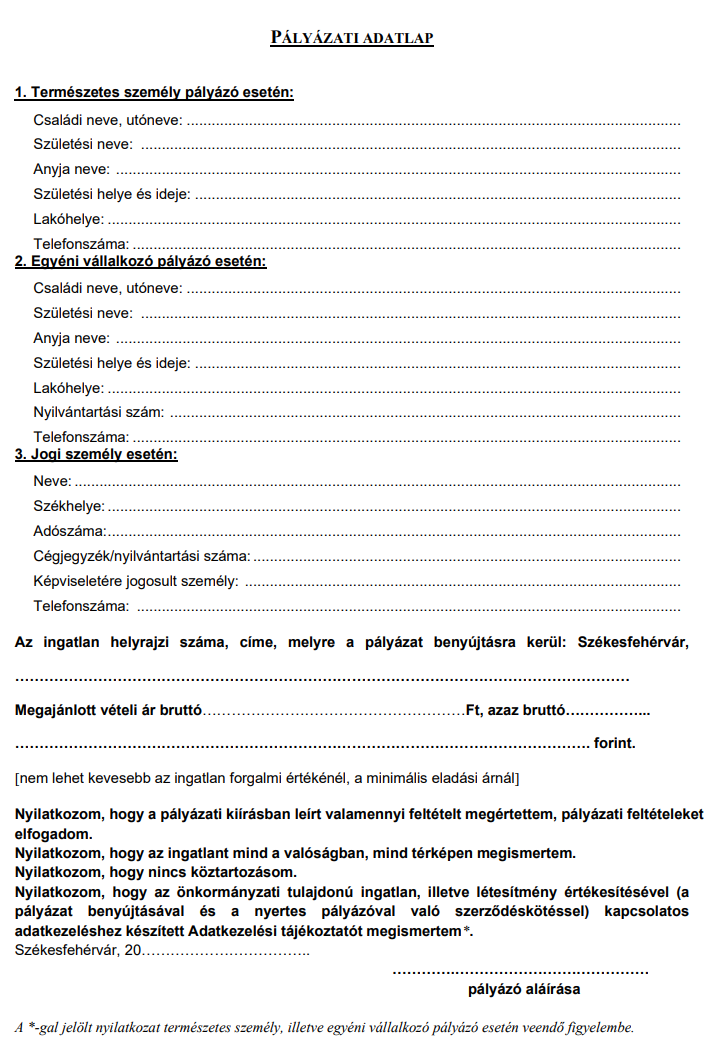 PÁLYÁZATI ADATLAP
1. Természetes személy pályázó esetén:
Családi neve, utóneve: ........................................................................................................................
Születési neve: ...................................................................................................................................
Anyja neve: .........................................................................................................................................
Születési helye és ideje: ......................................................................................................................
Lakóhelye: ...........................................................................................................................................
Telefonszáma: .....................................................................................................................................
2. Egyéni vállalkozó pályázó esetén:
Családi neve, utóneve: ........................................................................................................................
Születési neve: ...................................................................................................................................
Anyja neve: .........................................................................................................................................
Születési helye és ideje: ......................................................................................................................
Lakóhelye: ...........................................................................................................................................
Nyilvántartási szám: ............................................................................................................................
Telefonszáma: .....................................................................................................................................
3. Jogi személy esetén:
Neve: ...................................................................................................................................................
Székhelye: ...........................................................................................................................................
Adószáma:...........................................................................................................................................
Cégjegyzék/nyilvántartási száma: .......................................................................................................
Képviseletére jogosult személy: ..........................................................................................................
Telefonszáma: ....................................................................................................................................
Az ingatlan helyrajzi száma, címe, melyre a pályázat benyújtásra kerül: Székesfehérvár,
………………………………………………………………………………………………………………
Megajánlott vételi ár bruttó………………………………………………Ft, azaz bruttó……………...
………………………………………………………………………………………………………. forint.
[nem lehet kevesebb az ingatlan forgalmi értékénél, a minimális eladási árnál]
Nyilatkozom, hogy a pályázati kiírásban leírt valamennyi feltételt megértettem, pályázati feltételeket
elfogadom.
Nyilatkozom, hogy az ingatlant mind a valóságban, mind térképen megismertem.
Nyilatkozom, hogy nincs köztartozásom.
Nyilatkozom, hogy az önkormányzati tulajdonú ingatlan, illetve létesítmény értékesítésével (a
pályázat benyújtásával és a nyertes pályázóval való szerződéskötéssel) kapcsolatos
adatkezeléshez készített Adatkezelési tájékoztatót megismertem*.
Székesfehérvár, 20……………………………..
…………..…………………………………………
pályázó aláírása
A *-gal jelölt nyilatkozat természetes személy, illetve egyéni vállalkozó pályázó esetén veendő figyelembe.